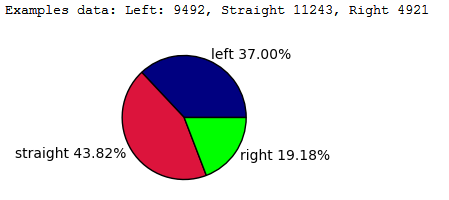 Examples data: Left: 9492, Straight 11243, Right 4921
left 37.00%
straight 43.82%
right 19.18%